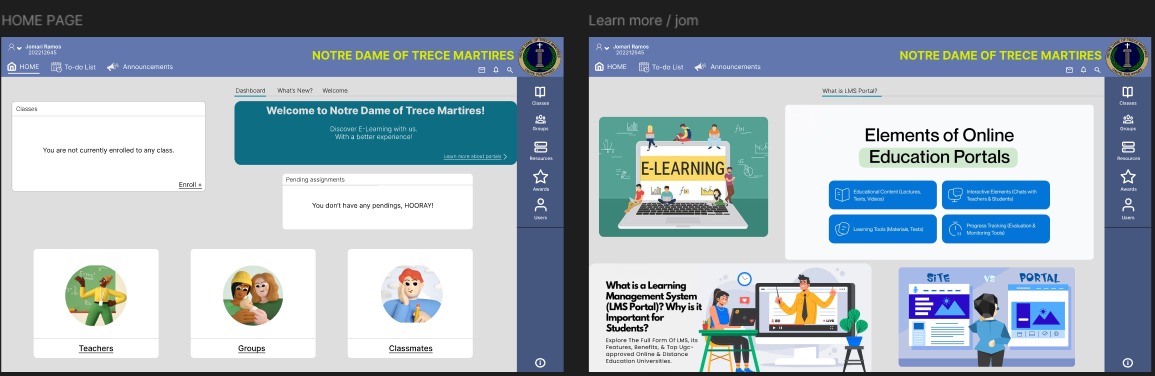 HOME PAGE
Jomari Ramos
202212645
NOTRE DAME OF TRECE MARTIRES
HOME
To-do List
Announcements
Dashboard
What's New?
Welcome
Classes
You are not currently enrolled to any class.
Enroll +
Welcome to Notre Dame of Trece Martires!
Discover E-Learning with us.
With a better experience!
Learn more about portals
Pending assignments
You don't have any pendings, HOORAY!
Teachers
Groups
Classmates
Classes
Groups
Resources
Awards
Users
Learn more / jom
Jomari Ramos
202212645
NOTRE DAME OF TRECE MARTIRES
HOME
To-do List
Announcements
What is LMS Portal?
E-LEARNING
Elements of Online
Education Portals
Educational Content (Lectures,
Texts, Videos)
Interactive Elements (Chats with
Teachers & Students)
Learning Tools (Materials, Tests)
Progress Tracking (Evaluation &
Monitoring Tools)
What is a Learning
Management System
(LMS Portal)? Why is it
Important for
Students?
Explore The Full Form Of LMS, Its
Features, Benefits, & Top Ugc-
approved Online & Distance
Education Universities.
LIVE
SITE
VS
PORTAL
Classes
Groups
Resources
Awards
Users